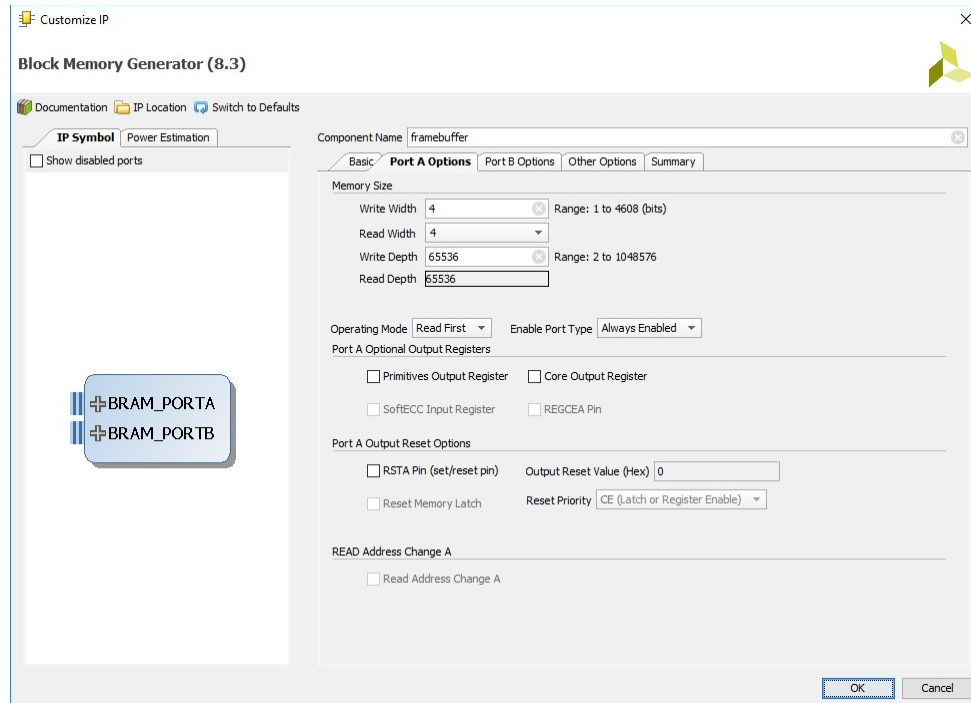 Customize IP
Block Memory Generator (8.3)
Documentation IP Location Switch to Defaults
IP Symbol Power Estimation
Show disabled ports
BRAM_PORTA
BRAM_PORTB
Component Name framebuffer
Basic Port A Options Port B Options Other Options Summary
Memory Size
Write Width 4 Range: 1 to 4608 (bits)
Read Width 4
Write Depth 65536 Range: 2 to 1048576
Read Depth 65536
Operating Mode Read First Enable Port Type Always Enabled
Port A Optional Output Registers
Primitives Output Register Core Output Register
SoftECC Input Register REGCEA Pin
Port A Output Reset Options
RSTA Pin (set/reset pin) Output Reset Value (Hex) 0
Reset Memory Latch Reset Priority CE (Latch or Register Enable)
READ Address Change A
Read Address Change A
OK Cancel